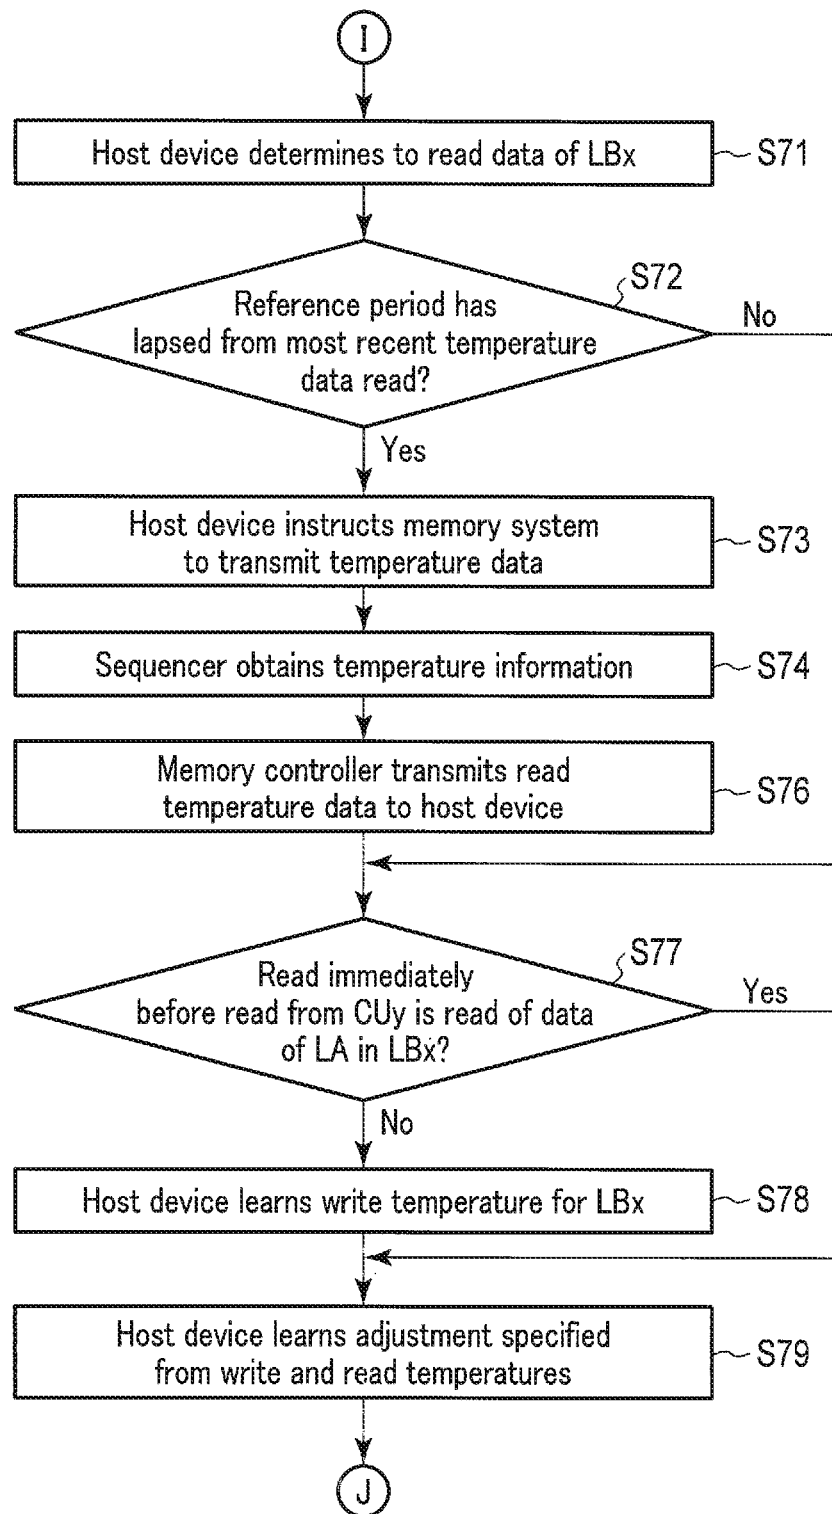 I
Host device determines to read data of LBx
S71
S72
Reference period has
lapsed from most recent temperature
data read?
No
Yes
Host device instructs memory system
to transmit temperature data
S73
Sequencer obtains temperature information
S74
Memory controller transmits read
temperature data to host device
S76
S77
Read immediately
before read from CUy is read of data
of LA in LBx?
Yes
No
Host device learns write temperature for LBx
S78
Host device learns adjustment specified
from write and read temperatures
S79
J